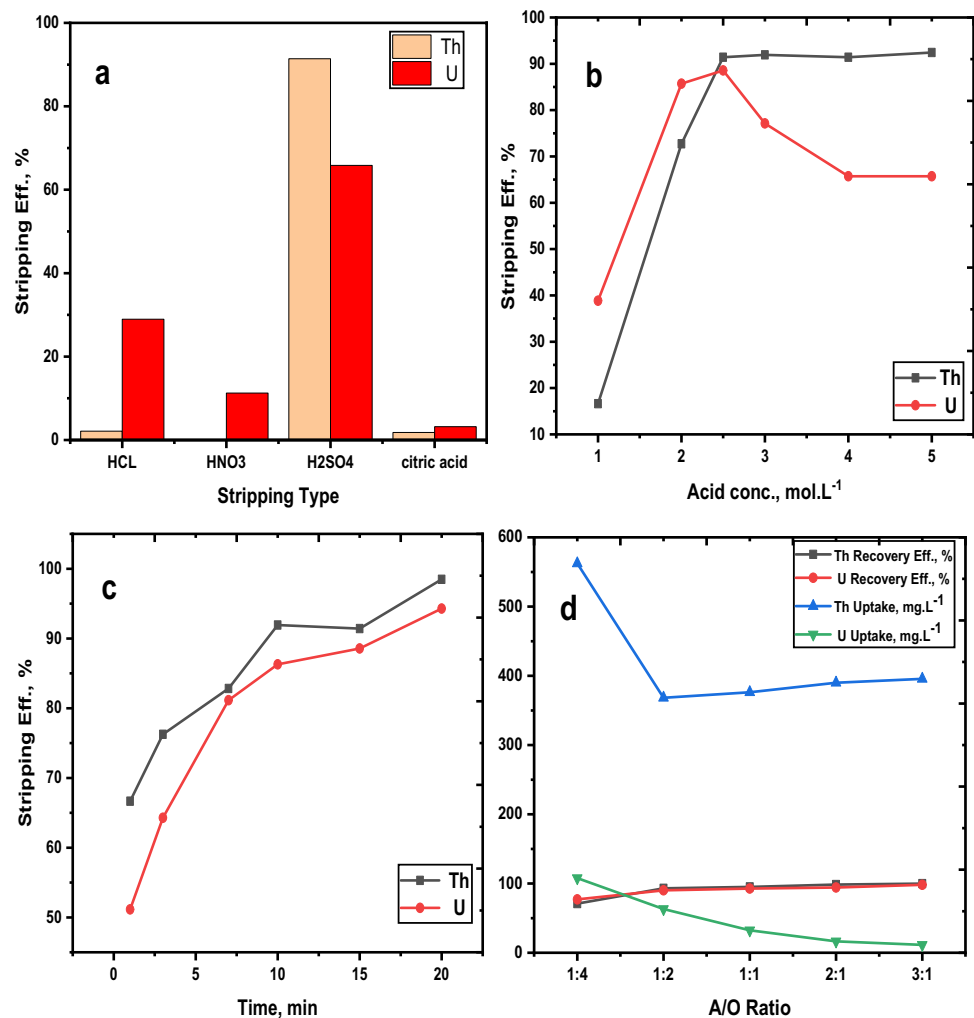 a
Th
U
100
80
60
40
20
0
HCL HNO3 H2SO4 citric acid
Stripping Type
Stripping Eff., %
b
100
90
80
70
60
50
40
30
20
10
1 2 3 4 5
Acid conc., mol.L⁻¹
Stripping Eff., %
Th
U
c
100
90
80
70
60
50
0 5 10 15 20
Time, min
Stripping Eff., %
Th
U
d
Th Recovery Eff., %
U Recovery Eff., %
Th Uptake, mg.L⁻¹
U Uptake, mg.L⁻¹
600
500
400
300
200
100
0
1:4 1:2 1:1 2:1 3:1
A/O Ratio